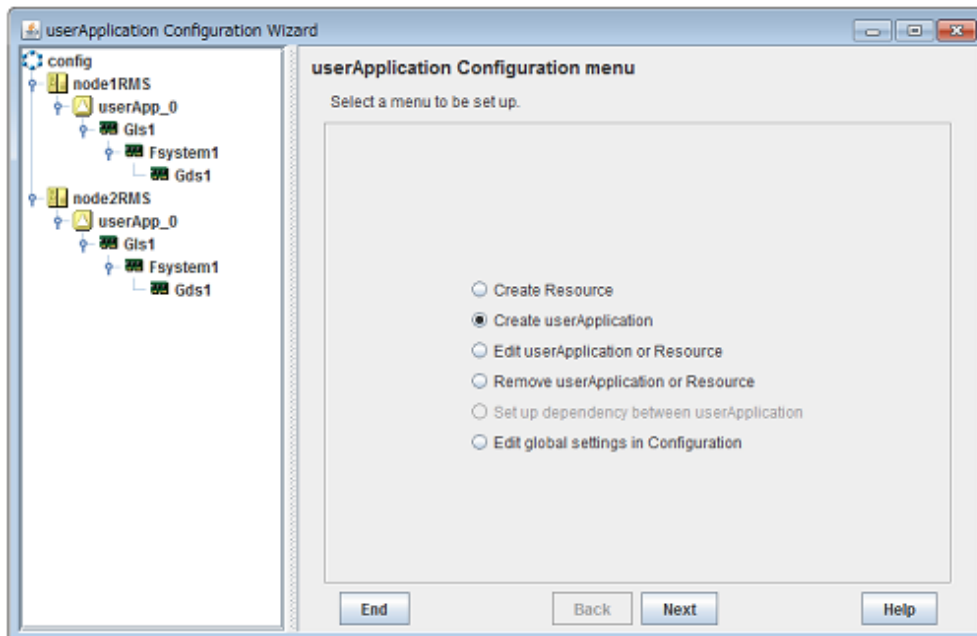 userApplication Configuration Wizard
config
node1RMS
userApp_0
Gls1
Fsystem1
Gds1
node2RMS
userApp_0
Gls1
Fsystem1
Gds1
userApplication Configuration menu
Select a menu to be set up.
Create Resource
Create userApplication
Edit userApplication or Resource
Remove userApplication or Resource
Set up dependency between userApplication
Edit global settings in Configuration
End
Back
Next
Help